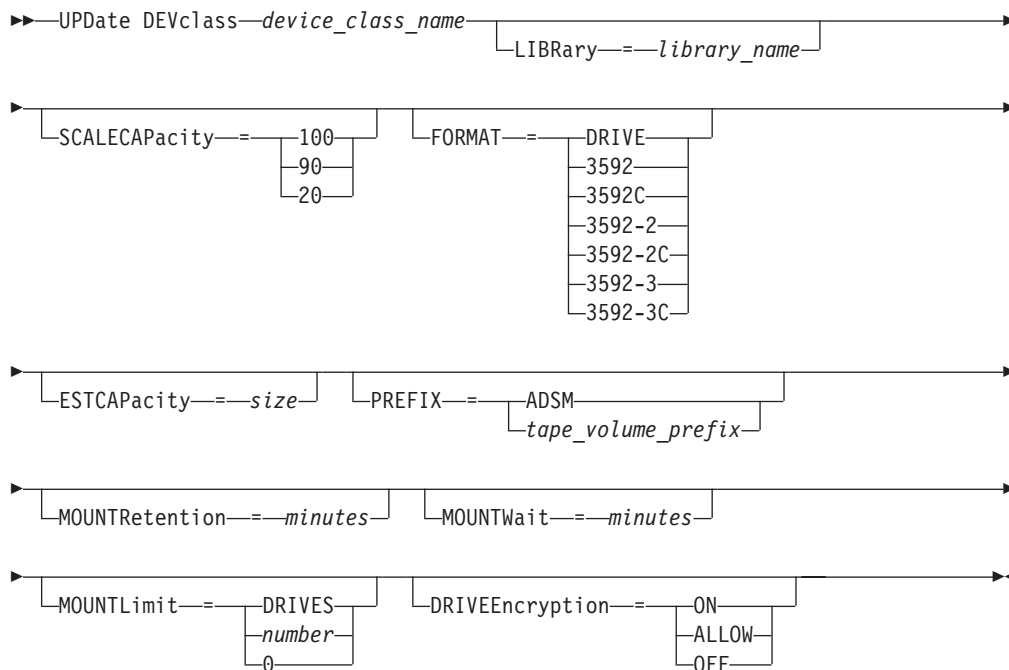 UPDate DEVclass device_class_name
LIBRary = library_name
SCALECAPacity = 100
90
20
FORMAT = DRIVE
3592
3592C
3592-2
3592-2C
3592-3
3592-3C
ESTCAPacity = size
PREFIX = ADSM
tape_volume_prefix
MOUNTRetention = minutes
MOUNTWait = minutes
MOUNTLimit = DRIVES
number
0
DRIVEEncryption = ON
ALLOW
OFF